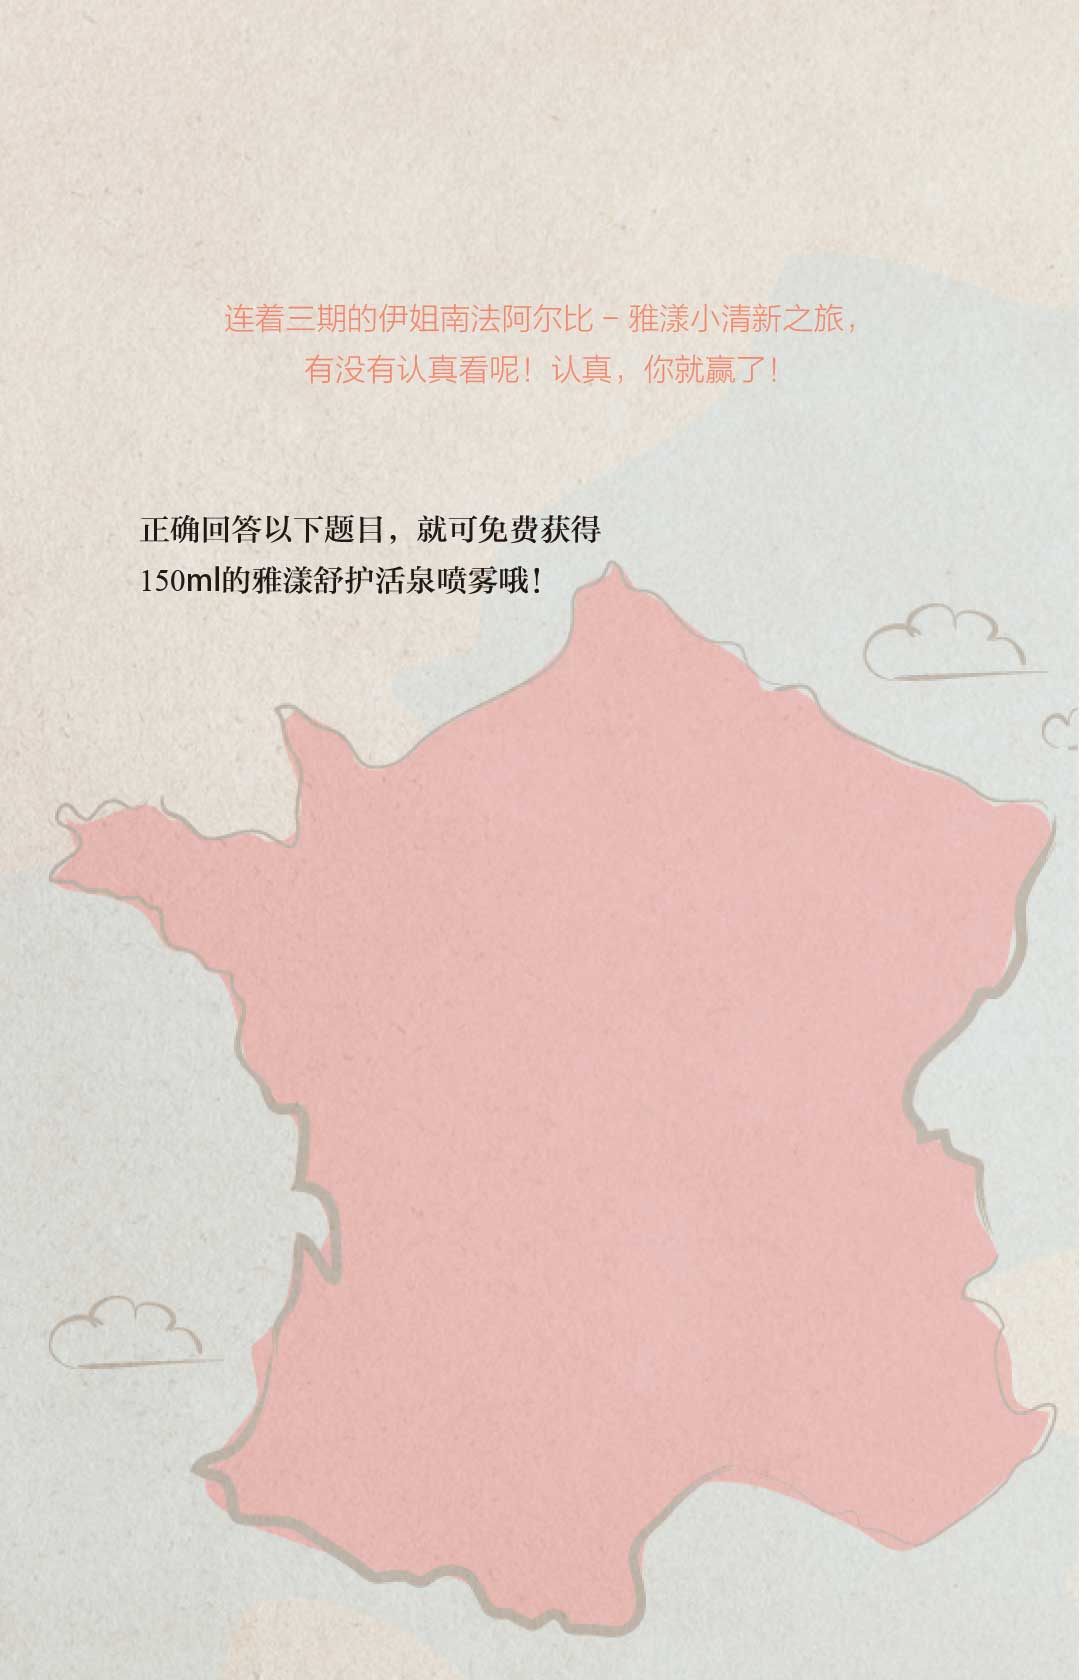 连着三期的伊姐南法阿尔比 – 雅漾小清新之旅，
有没有认真看呢！认真，你就赢了！
正确回答以下题目，就可免费获得
150ml的雅漾舒护活泉喷雾哦！